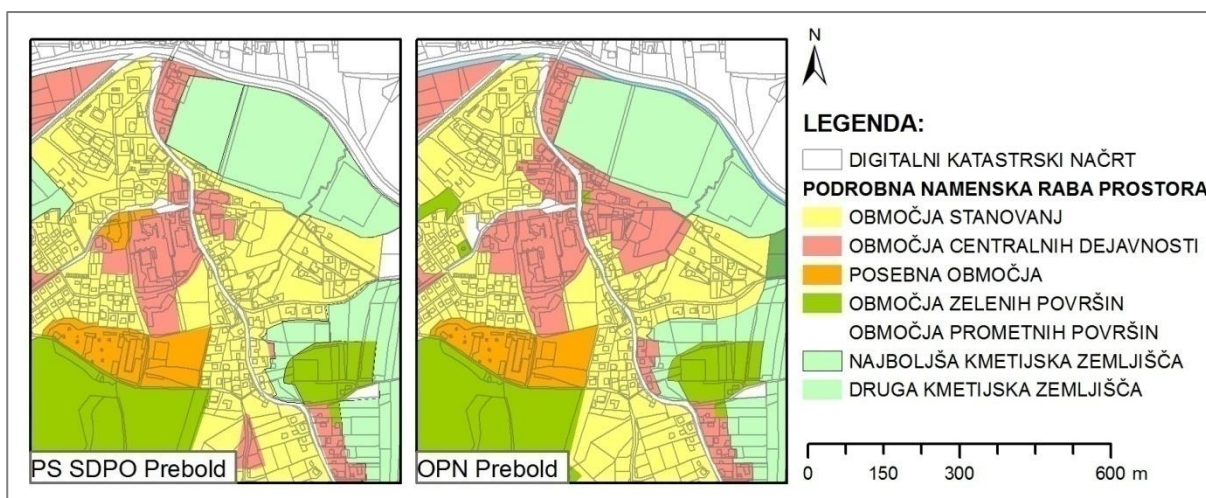 PS SDPO Prebold
OPN Prebold
N
LEGENDA:
DIGITALNI KATASTRSKI NAČRT
PODROBNA NAMENSKA RABA PROSTORA
OBMOČJA STANOVANJ
OBMOČJA CENTRALNIH DEJAVNOSTI
POSEBNA OBMOČJA
OBMOČJA ZELENIH POVRŠIN
OBMOČJA PROMETNIH POVRŠIN
NAJBOLJŠA KMETIJSKA ZEMLJIŠČA
DRUGA KMETIJSKA ZEMLJIŠČA
0 150 300 600 m